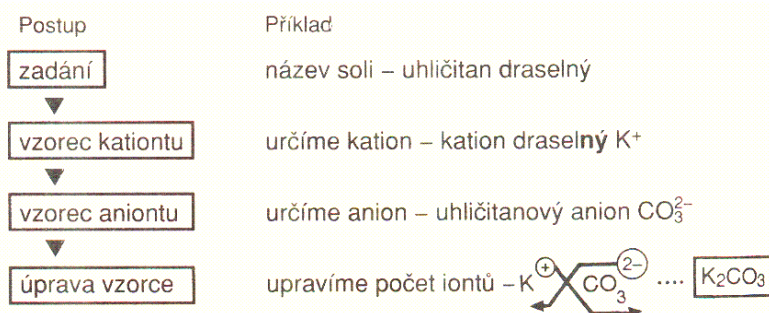 Postup Příklad
zadání název soli – uhličitan draselný
vzorec kationtu určíme kation – kation draselný K⁺
vzorec aniontu určíme anion – uhličitanový anion CO₃²⁻
úprava vzorce upravíme počet iontů – K⁺ CO₃²⁻ .... K₂CO₃